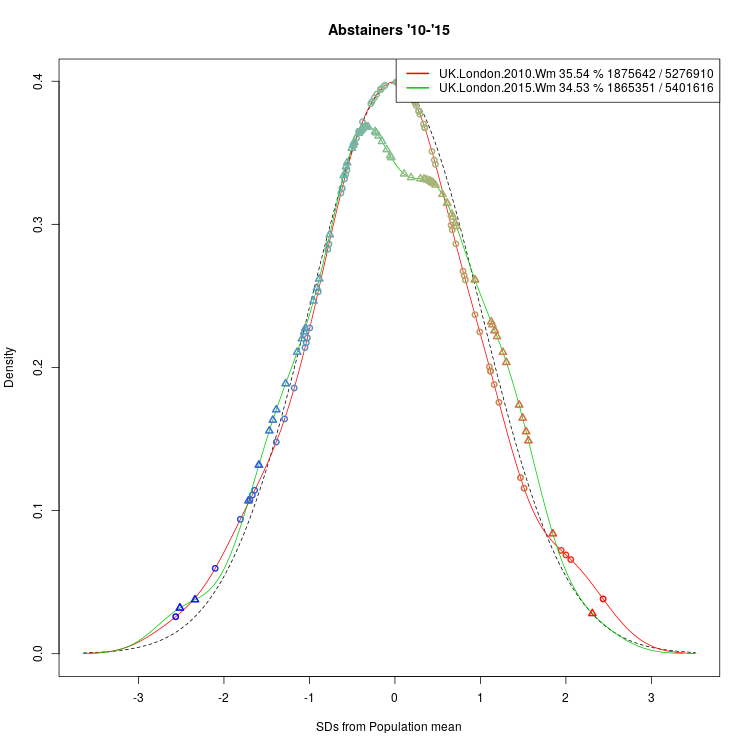 Abstainers '10-'15
UK.London.2010.Wm 35.54 % 1875642 / 5276910
UK.London.2015.Wm 34.53 % 1865351 / 5401616
Density
0.4
0.3
0.2
0.1
0.0
-3 -2 -1 0 1 2 3
SDs from Population mean